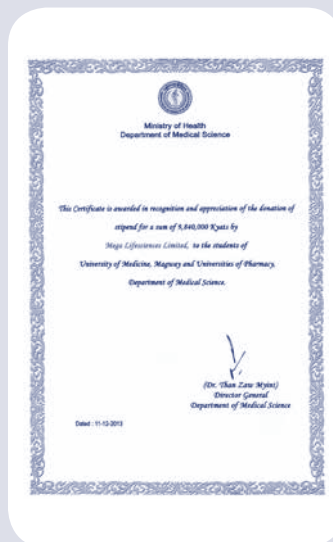 Ministry of Health
Department of Medical Science
This Certificate is awarded in recognition and appreciation of the donation of
stipend for a sum of 9,840,000 Kyats by
Mega Lifesciences Limited, to the students of
University of Medicine, Magway and Universities of Pharmacy,
Department of Medical Science.
(Dr. Than Zaw Myint)
Director General
Department of Medical Science
Dated : 11-12-2013